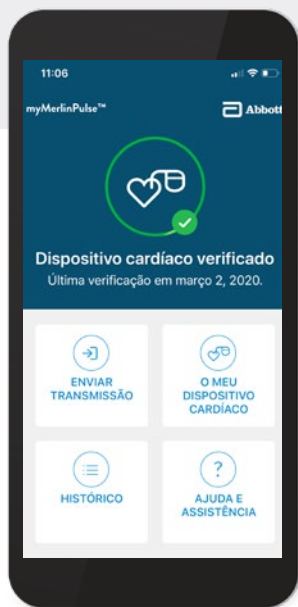 11:06
myMerlinPulse™
Abbott
Dispositivo cardíaco verificado
Última verificação em março 2, 2020.
ENVIAR
TRANSMISSÃO
O MEU
DISPOSITIVO
CARDÍACO
HISTÓRICO
?
AJUDA E
ASSISTÊNCIA